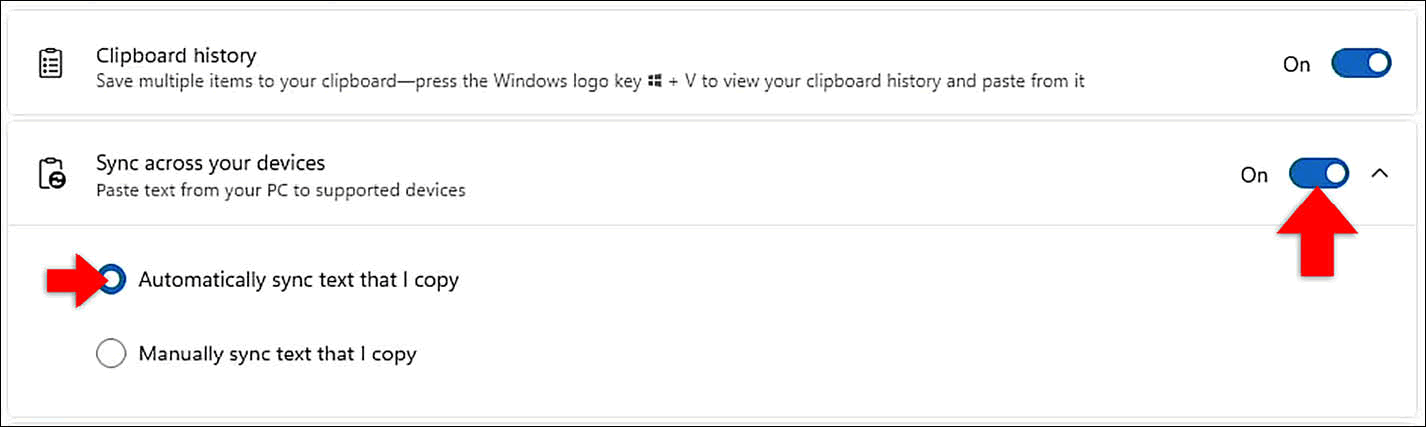 Clipboard history
Save multiple items to your clipboard—press the Windows logo key + V to view your clipboard history and paste from it
On
Sync across your devices
Paste text from your PC to supported devices
On
Automatically sync text that I copy
Manually sync text that I copy